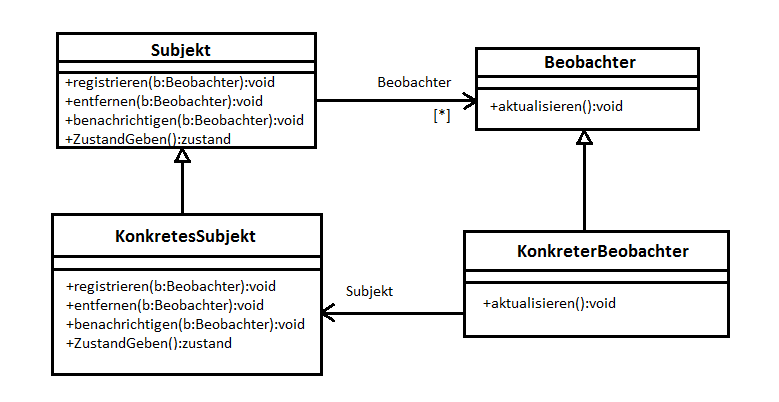 Subjekt
+registrieren(b:Beobachter):void
+entfernen(b:Beobachter):void
+benachrichtigen(b:Beobachter):void
+ZustandGeben():zustand
Beobachter
[*]
Beobachter
+aktualisieren():void
KonkretesSubjekt
+registrieren(b:Beobachter):void
+entfernen(b:Beobachter):void
+benachrichtigen(b:Beobachter):void
+ZustandGeben():zustand
Subjekt
KonkreterBeobachter
+aktualisieren():void